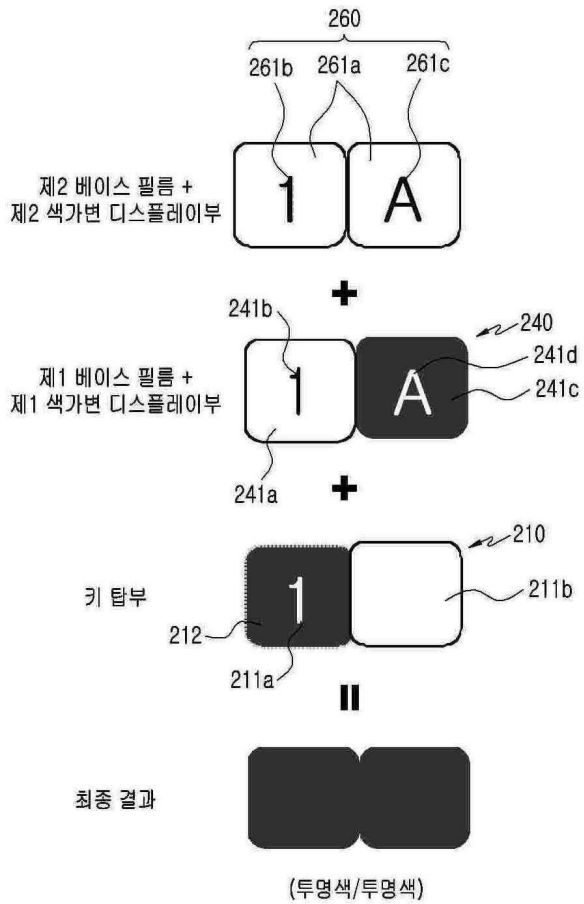 260
261b 261a 261c
제2 베이스 필름 +
제2 색가변 디스플레이부
1 A
+
241b
240
241d
제1 베이스 필름 +
제1 색가변 디스플레이부
1 A
241c
241a
+
210
키 탑부
1
211b
212
211a
=
최종 결과
(투명색/투명색)